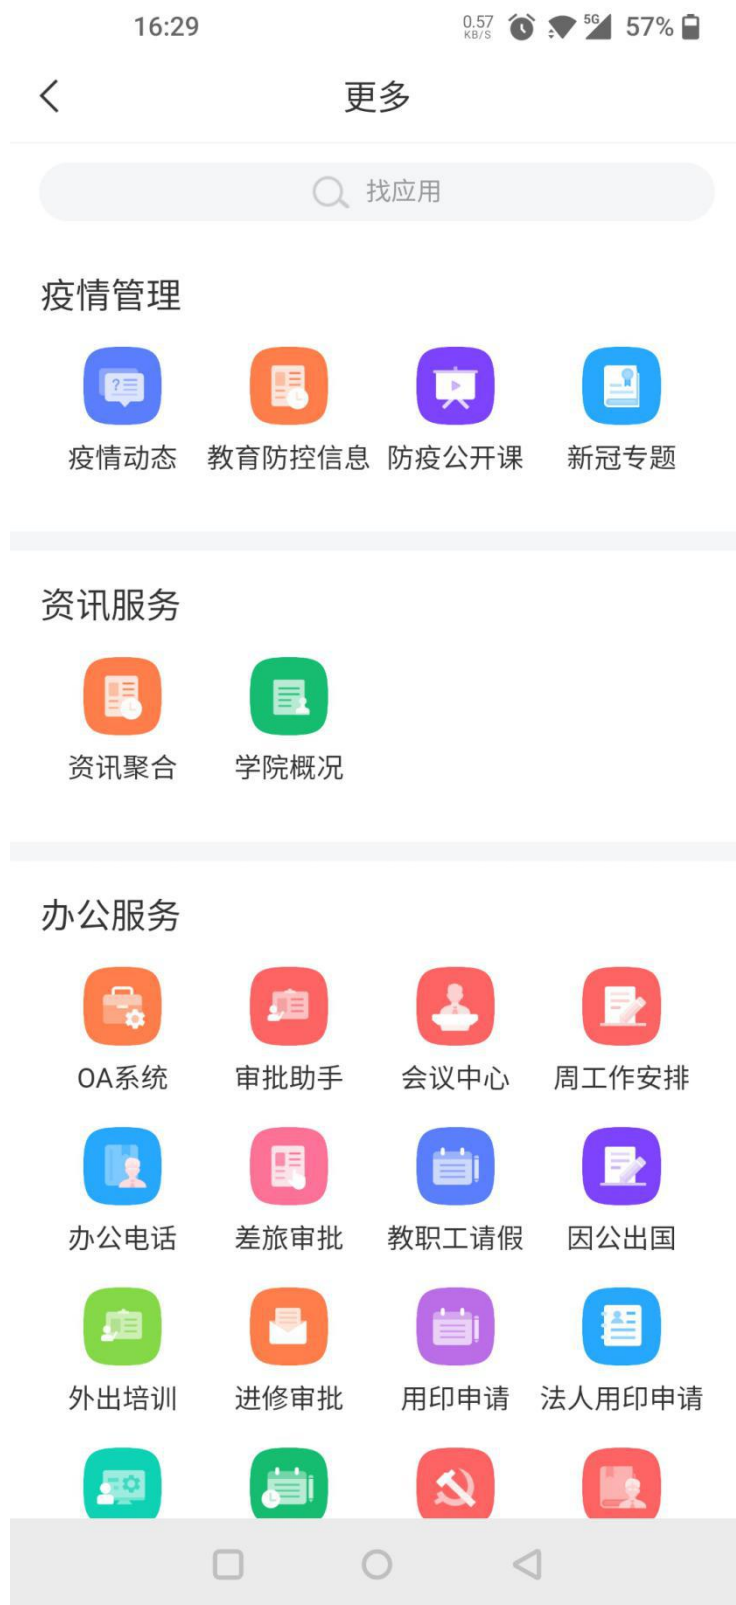 16:29
0.57 KB/S
5G
57%
更多
找应用
疫情管理
疫情动态 教育防控信息 防疫公开课 新冠专题
资讯服务
资讯聚合 学院概况
办公服务
OA系统 审批助手 会议中心 周工作安排
办公电话 差旅审批 教职工请假 因公出国
外出培训 进修审批 用印申请 法人用印申请